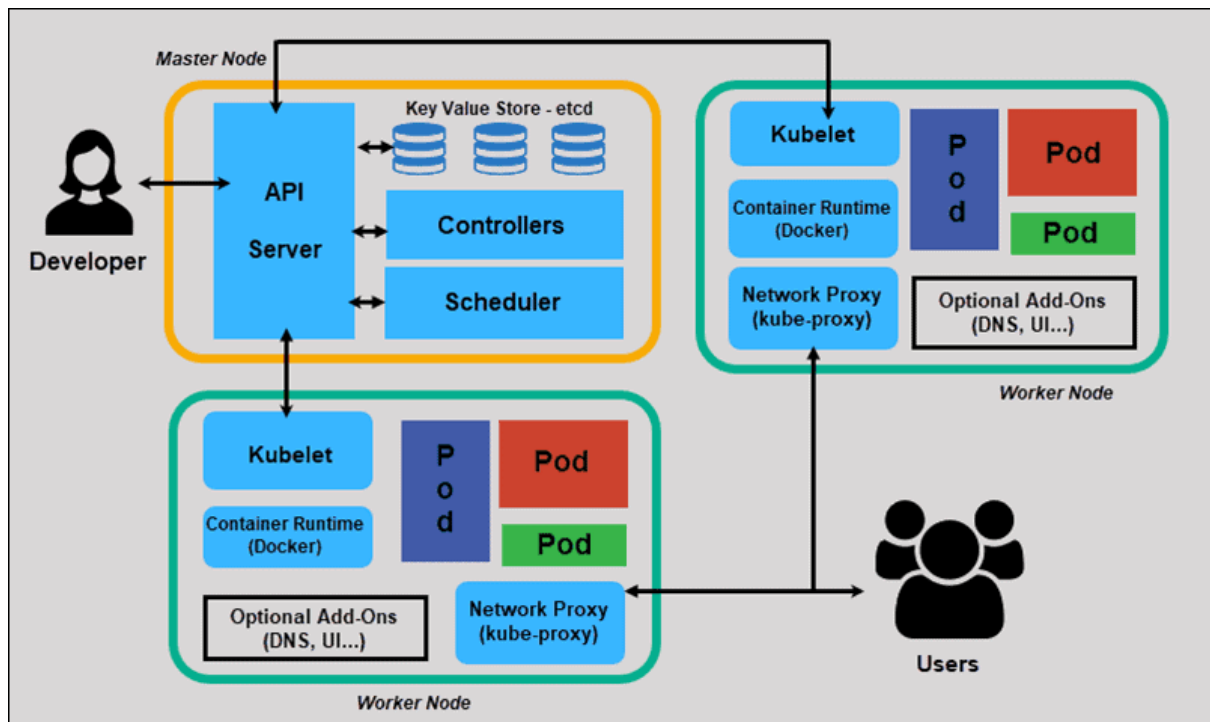 Master Node
Key Value Store - etcd
API
Server
Controllers
Scheduler
Developer
Kubelet
Container Runtime
(Docker)
Network Proxy
(kube-proxy)
P
o
d
Pod
Pod
Optional Add-Ons
(DNS, UI...)
Worker Node
Kubelet
Container Runtime
(Docker)
P
o
d
Pod
Pod
Optional Add-Ons
(DNS, UI...)
Network Proxy
(kube-proxy)
Worker Node
Users